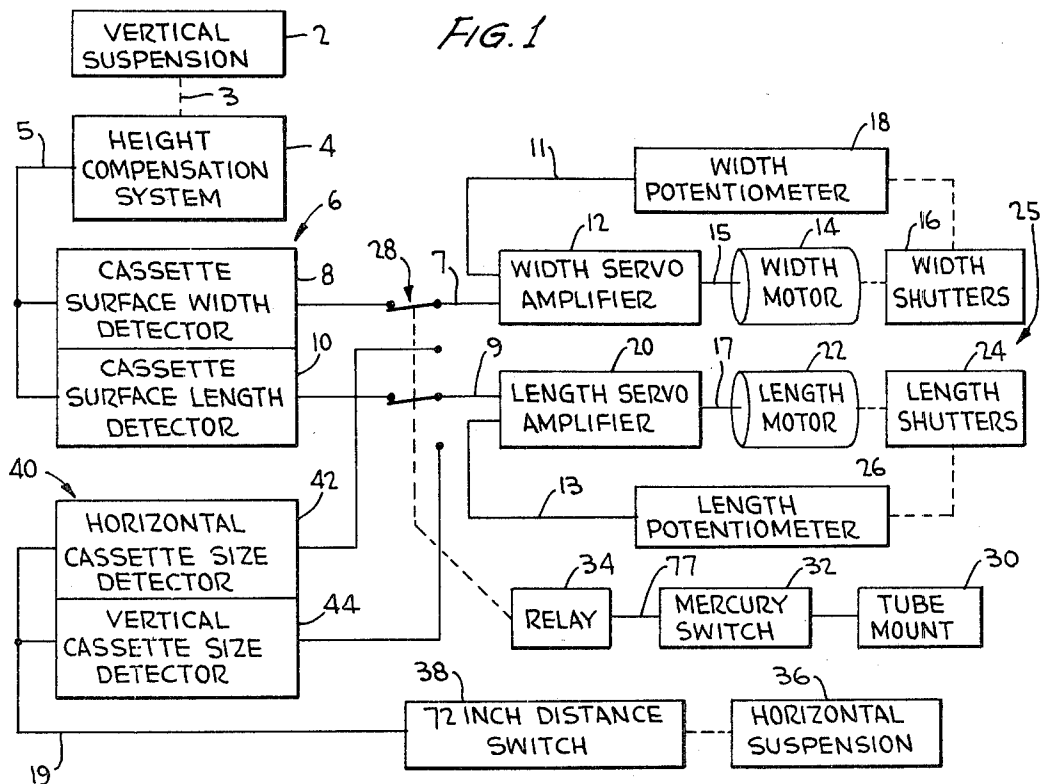 FIG. 1
VERTICAL
SUSPENSION
2
3
5
HEIGHT
COMPENSATION
SYSTEM
4
6
CASSETTE
SURFACE WIDTH
DETECTOR
8
CASSETTE
SURFACE LENGTH
DETECTOR
10
28
7
9
11
WIDTH
POTENTIOMETER
18
12
WIDTH SERVO
AMPLIFIER
15
14
WIDTH
MOTOR
16
WIDTH
SHUTTERS
25
20
LENGTH SERVO
AMPLIFIER
17
22
LENGTH
MOTOR
24
LENGTH
SHUTTERS
13
LENGTH
POTENTIOMETER
26
40
HORIZONTAL
CASSETTE SIZE
DETECTOR
42
VERTICAL
CASSETTE SIZE
DETECTOR
44
34
RELAY
77
32
MERCURY
SWITCH
30
TUBE
MOUNT
38
72 INCH DISTANCE
SWITCH
36
HORIZONTAL
SUSPENSION
19